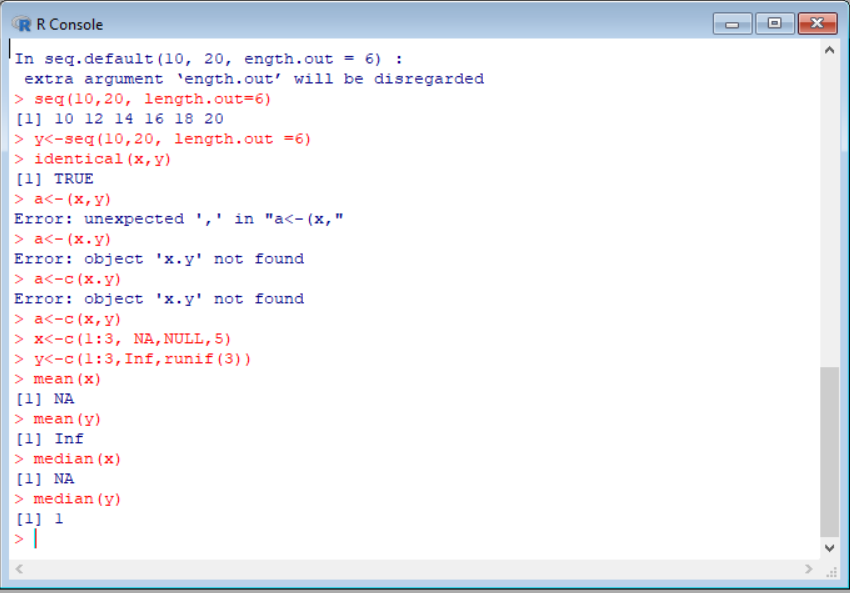 R Console
In seq.default(10, 20, ength.out = 6) :
 extra argument ‘ength.out’ will be disregarded
> seq(10,20, length.out=6)
[1] 10 12 14 16 18 20
> y<-seq(10,20, length.out =6)
> identical(x,y)
[1] TRUE
> a<-(x,y)
Error: unexpected ',' in "a<-(x,"
> a<-(x.y)
Error: object 'x.y' not found
> a<-c(x.y)
Error: object 'x.y' not found
> a<-c(x,y)
> x<-c(1:3, NA,NULL,5)
> y<-c(1:3,Inf,runif(3))
> mean(x)
[1] NA
> mean(y)
[1] Inf
> median(x)
[1] NA
> median(y)
[1] 1
>